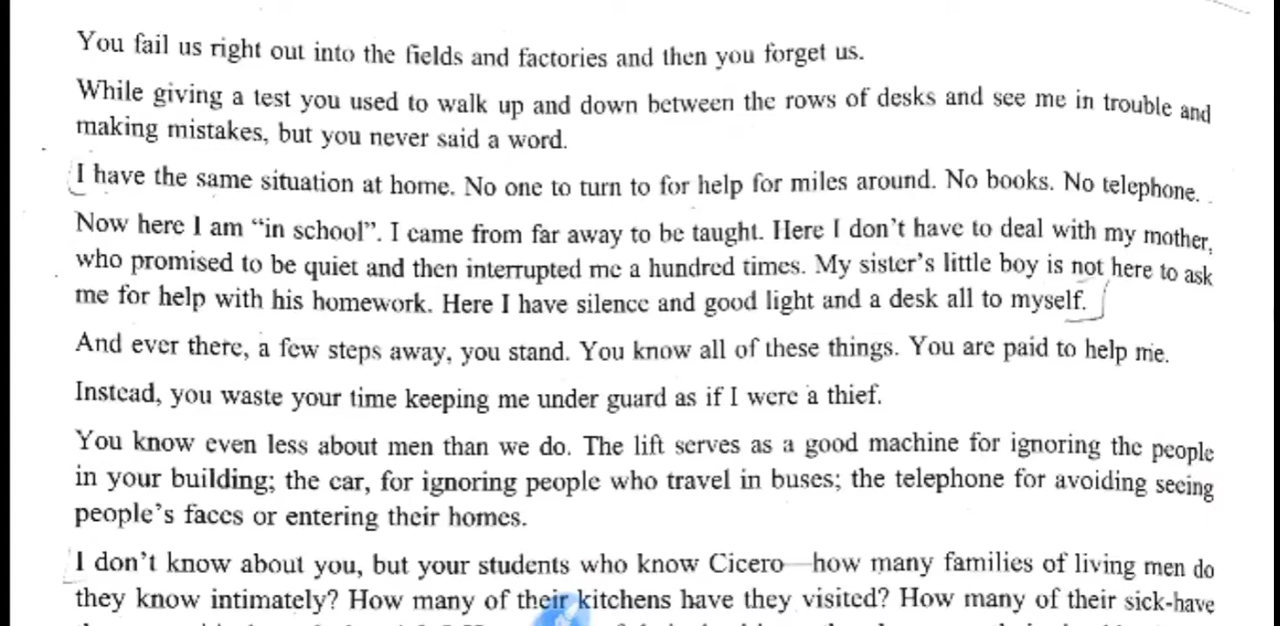 You fail us right out into the fields and factories and then you forget us.
While giving a test you used to walk up and down between the rows of desks and see me in trouble and
making mistakes, but you never said a word.
I have the same situation at home. No one to turn to for help for miles around. No books. No telephone.
Now here I am “in school”. I came from far away to be taught. Here I don’t have to deal with my mother,
who promised to be quiet and then interrupted me a hundred times. My sister’s little boy is not here to ask
me for help with his homework. Here I have silence and good light and a desk all to myself.
And ever there, a few steps away, you stand. You know all of these things. You are paid to help me.
Instead, you waste your time keeping me under guard as if I were a thief.
You know even less about men than we do. The lift serves as a good machine for ignoring the people
in your building; the car, for ignoring people who travel in buses; the telephone for avoiding seeing
people’s faces or entering their homes.
I don’t know about you, but your students who know Cicero—how many families of living men do
they know intimately? How many of their kitchens have they visited? How many of their sick-have